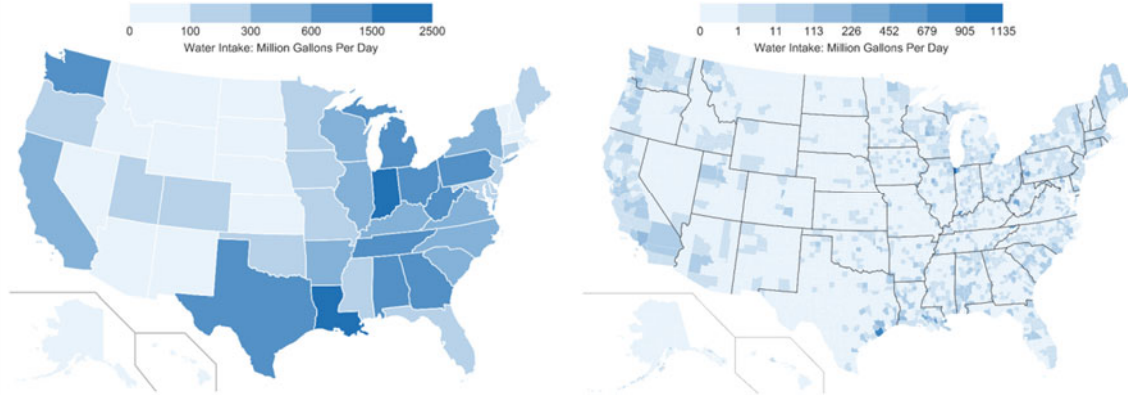 0 100 300 600 1500 2500
Water Intake: Million Gallons Per Day
0 1 11 113 226 452 679 905 1135
Water Intake: Million Gallons Per Day